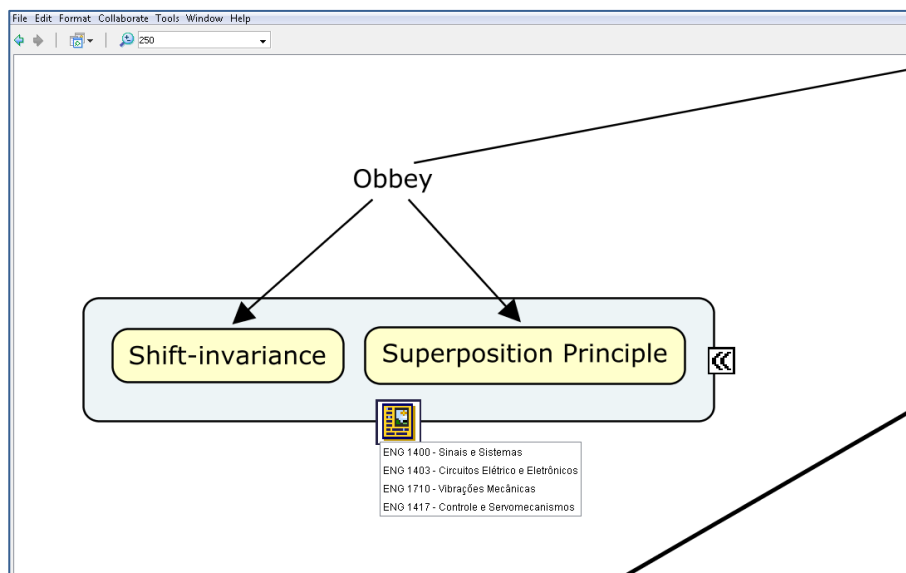 File Edit Format Collaborate Tools Window Help
250
Obbey
Shift-invariance Superposition Principle
ENG 1400 - Sinais e Sistemas
ENG 1403 - Circuitos Elétrico e Eletrônicos
ENG 1710 - Vibrações Mecânicas
ENG 1417 - Controle e Servomecanismos